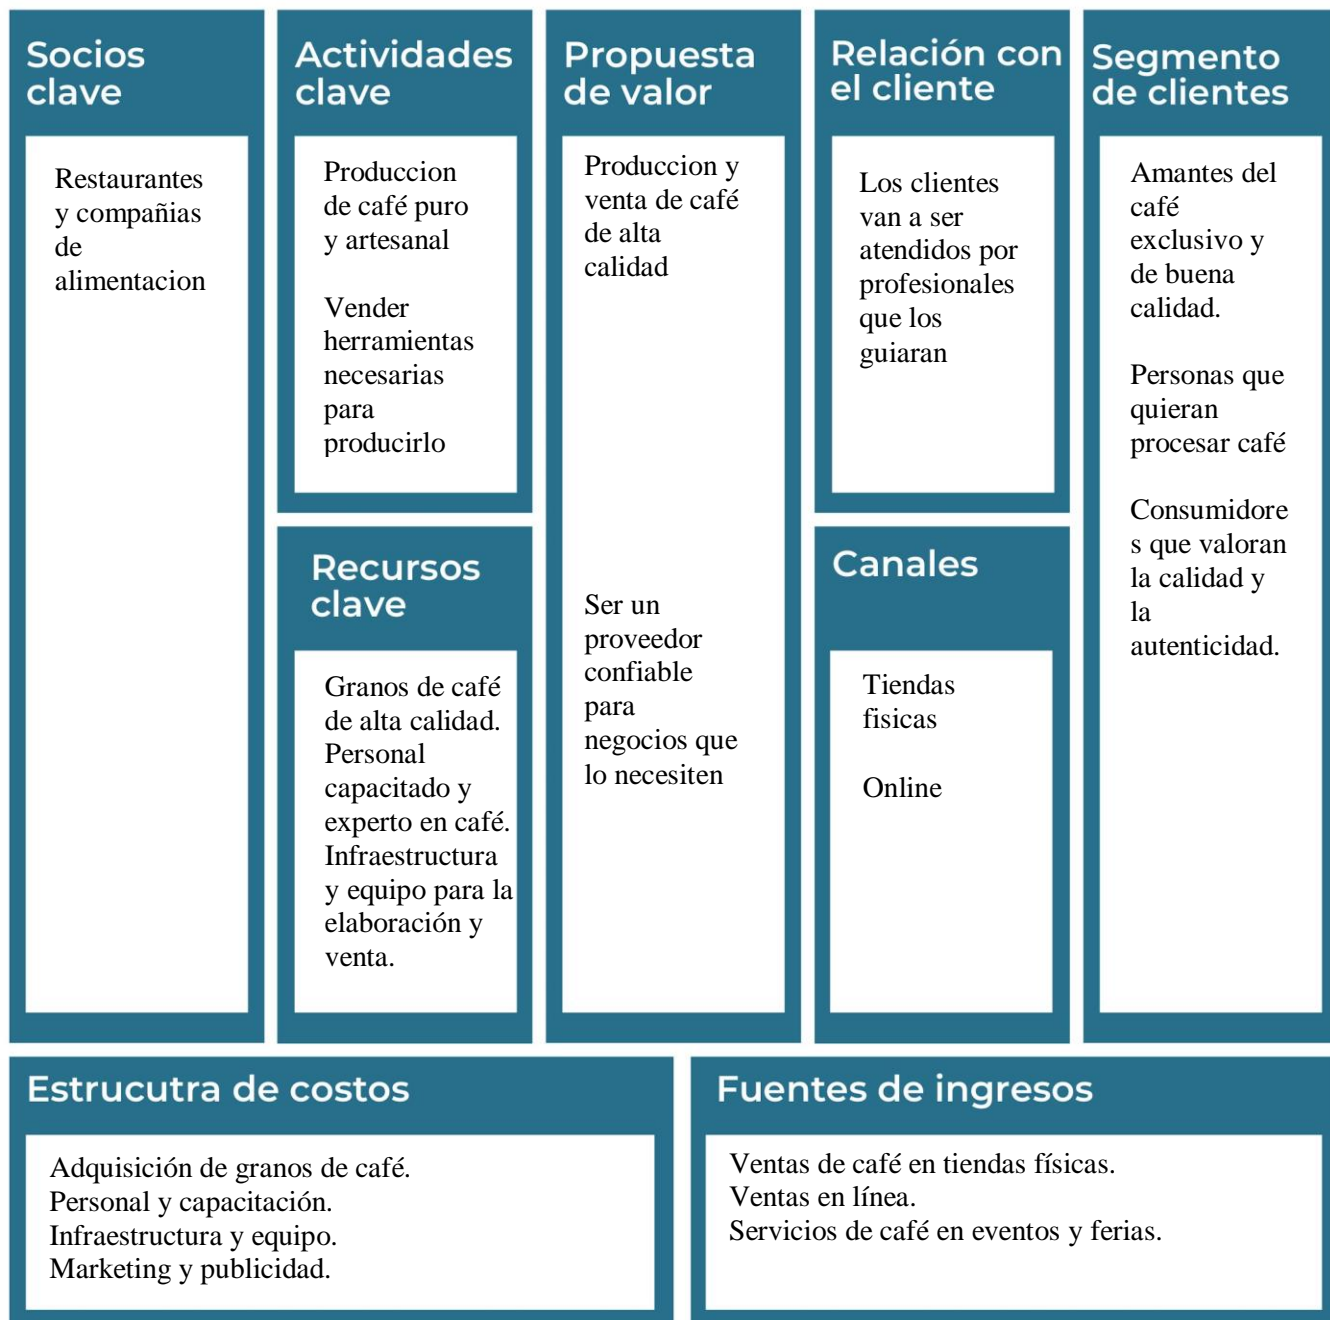 Socios
clave
Restaurantes
y compañias
de
alimentacion
Actividades
clave
Produccion
de café puro
y artesanal
Vender
herramientas
necesarias
para
producirlo
Recursos
clave
Granos de café
de alta calidad.
Personal
capacitado y
experto en café.
Infraestructura
y equipo para la
elaboración y
venta.
Propuesta
de valor
Produccion y
venta de café
de alta
calidad
Ser un
proveedor
confiable
para
negocios que
lo necesiten
Relación con
el cliente
Los clientes
van a ser
atendidos por
profesionales
que los
guiaran
Canales
Tiendas
fisicas
Online
Segmento
de clientes
Amantes del
café
exclusivo y
de buena
calidad.
Personas que
quieran
procesar café
Consumidore
s que valoran
la calidad y
la
autenticidad.
Estrucutra de costos
Adquisición de granos de café.
Personal y capacitación.
Infraestructura y equipo.
Marketing y publicidad.
Fuentes de ingresos
Ventas de café en tiendas físicas.
Ventas en línea.
Servicios de café en eventos y ferias.